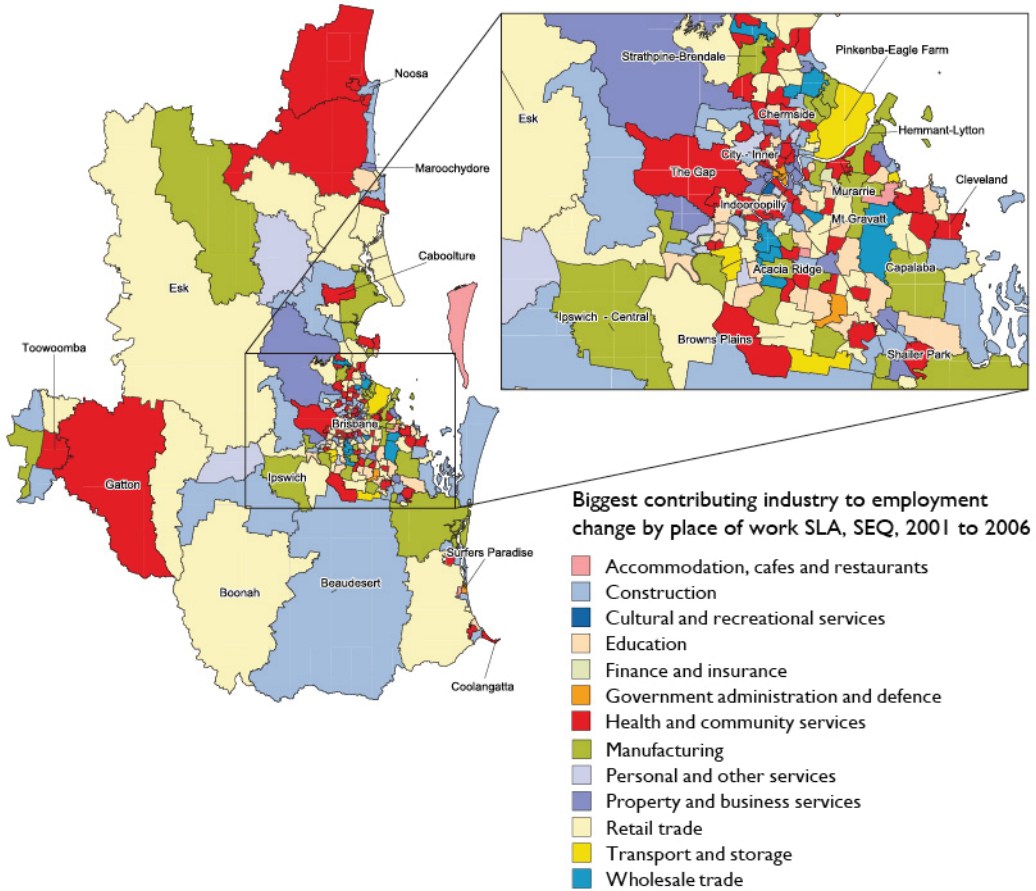 Noosa
Maroochydore
Caboolture
Esk
Toowoomba
Gatton
Brisbane
Ipswich
Boonah
Beaudesert
Surfers Paradise
Coolangatta
Strathpine-Brendale
Pinkenba-Eagle Farm
Esk
Chermside
Hemmant-Lytton
City - Inner
The Gap
Cleveland
Murarrie
Indooroopilly
Mt Gravatt
Acacia Ridge
Capalaba
Ipswich - Central
Browns Plains
Shailer Park
Biggest contributing industry to employment
change by place of work SLA, SEQ, 2001 to 2006
Accommodation, cafes and restaurants
Construction
Cultural and recreational services
Education
Finance and insurance
Government administration and defence
Health and community services
Manufacturing
Personal and other services
Property and business services
Retail trade
Transport and storage
Wholesale trade